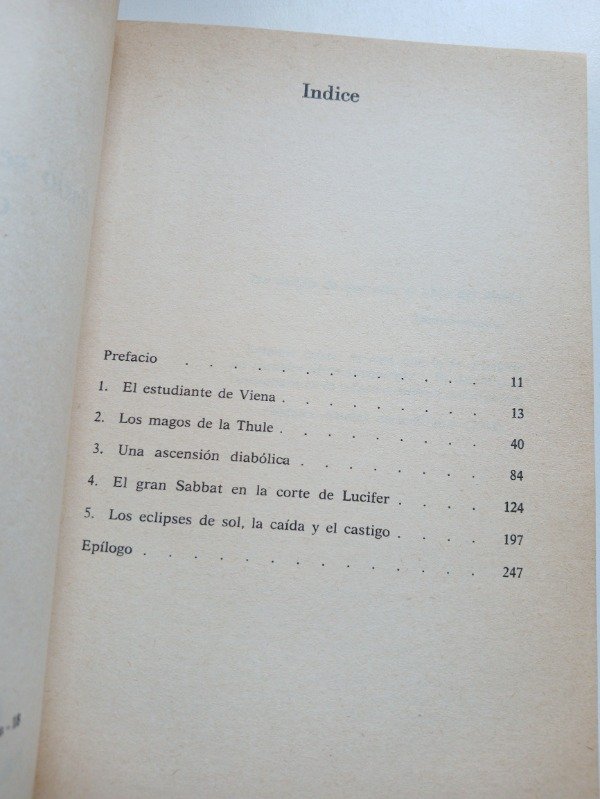 Indice
Prefacio . . . . . . . . . . . 11
1. El estudiante de Viena . . . . . . . . 13
2. Los magos de la Thule . . . . . . . . 40
3. Una ascensión diabólica . . . . . . . . 84
4. El gran Sabbat en la corte de Lucifer . . . . 124
5. Los eclipses de sol, la caída y el castigo . . . . 197
Epílogo . . . . . . . . . . . 247